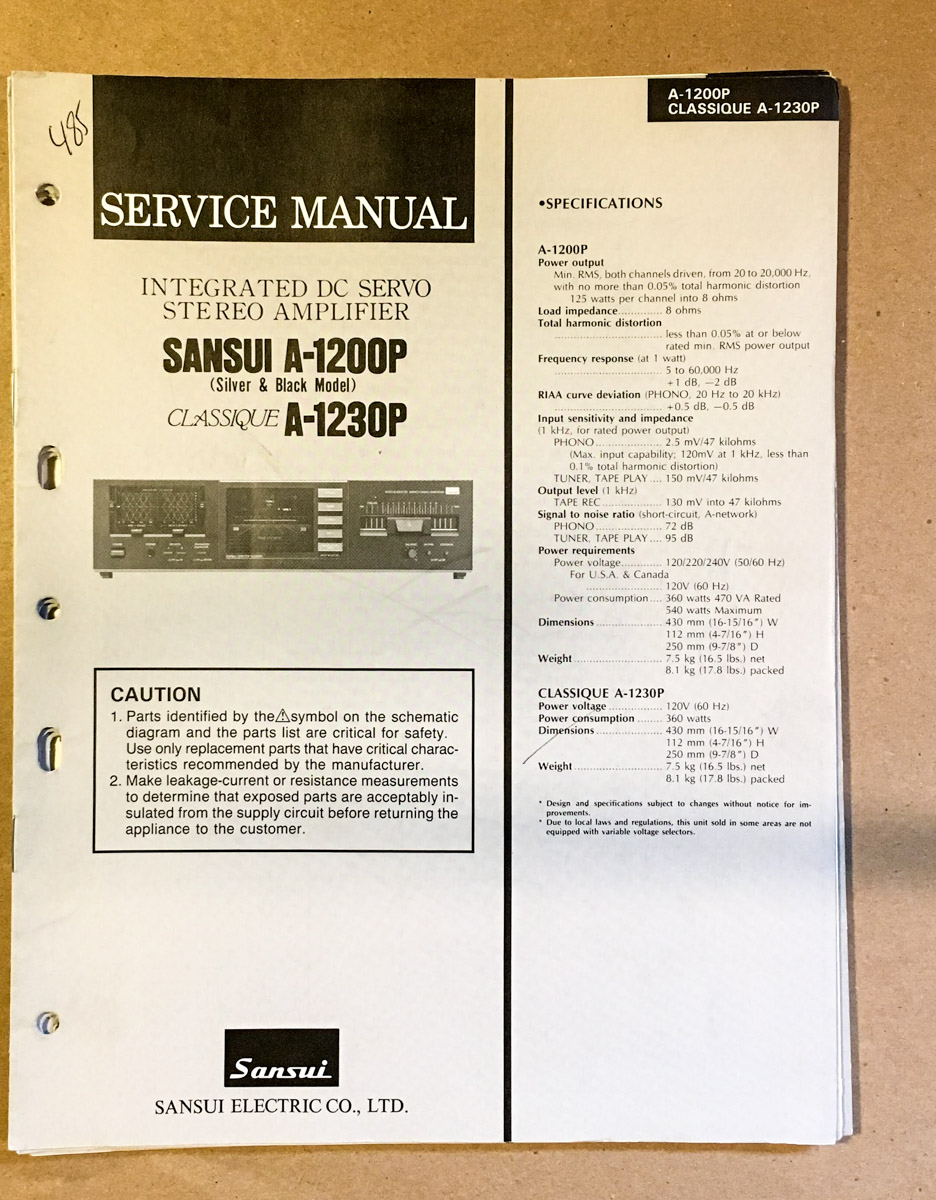 485
SERVICE MANUAL
INTEGRATED DC SERVO
STEREO AMPLIFIER
SANSUI A-1200P
(Silver & Black Model)
CLASSIQUE A-1230P
CAUTION
1. Parts identified by the⚠symbol on the schematic
diagram and the parts list are critical for safety.
Use only replacement parts that have critical charac-
teristics recommended by the manufacturer.
2. Make leakage-current or resistance measurements
to determine that exposed parts are acceptably in-
sulated from the supply circuit before returning the
appliance to the customer.
Sansui
SANSUI ELECTRIC CO., LTD.
A-1200P
CLASSIQUE A-1230P
•SPECIFICATIONS
A-1200P
Power output
Min. RMS, both channels driven, from 20 to 20,000 Hz,
with no more than 0.05% total harmonic distortion
125 watts per channel into 8 ohms
Load impedance............. 8 ohms
Total harmonic distortion
............................... less than 0.05% at or below
rated min. RMS power output
Frequency response (at 1 watt)
............................... 5 to 60,000 Hz
+1 dB, −2 dB
RIAA curve deviation (PHONO, 20 Hz to 20 kHz)
............................... +0.5 dB, −0.5 dB
Input sensitivity and impedance
(1 kHz, for rated power output)
PHONO................... 2.5 mV/47 kilohms
(Max. input capability; 120mV at 1 kHz, less than
0.1% total harmonic distortion)
TUNER, TAPE PLAY.... 150 mV/47 kilohms
Output level (1 kHz)
TAPE REC................. 130 mV into 47 kilohms
Signal to noise ratio (short-circuit, A-network)
PHONO................... 72 dB
TUNER, TAPE PLAY.... 95 dB
Power requirements
Power voltage............ 120/220/240V (50/60 Hz)
For U.S.A. & Canada
...................... 120V (60 Hz)
Power consumption.... 360 watts 470 VA Rated
540 watts Maximum
Dimensions................... 430 mm (16-15/16") W
112 mm (4-7/16") H
250 mm (9-7/8") D
Weight......................... 7.5 kg (16.5 lbs.) net
8.1 kg (17.8 lbs.) packed
CLASSIQUE A-1230P
Power voltage................ 120V (60 Hz)
Power consumption........ 360 watts
Dimensions................... 430 mm (16-15/16") W
112 mm (4-7/16") H
250 mm (9-7/8") D
Weight......................... 7.5 kg (16.5 lbs.) net
8.1 kg (17.8 lbs.) packed
* Design and specifications subject to changes without notice for im-
provements.
* Due to local laws and regulations, this unit sold in some areas are not
equipped with variable voltage selectors.